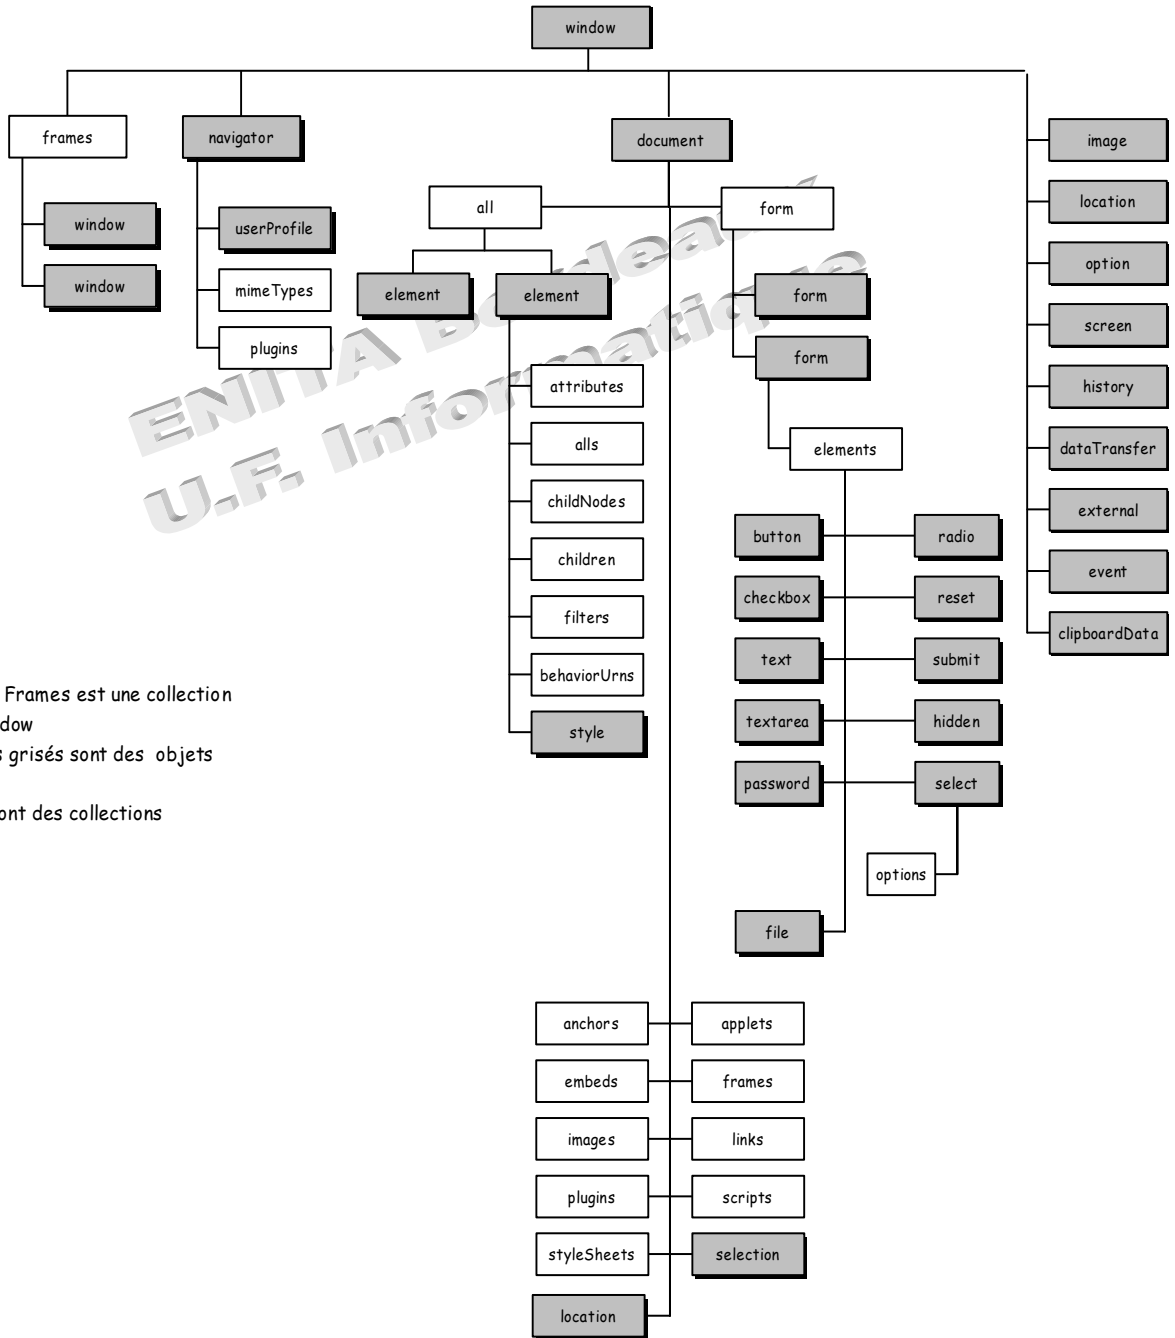 window
frames
navigator
document
image
window
window
userProfile
mimeTypes
plugins
all
form
element
element
form
form
location
option
screen
history
dataTransfer
external
event
clipboardData
attributes
alls
childNodes
children
filters
behaviorUrns
style
elements
button
radio
checkbox
reset
text
submit
textarea
hidden
password
select
options
file
ENITA Bordeaux
U.F. Informatique
Frames est une collection
dow
s grisés sont des objets
ont des collections
anchors
applets
embeds
frames
images
links
plugins
scripts
styleSheets
selection
location